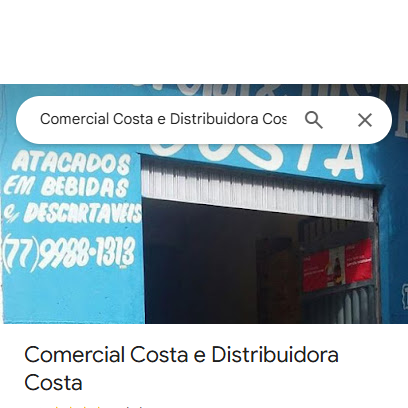 Comercial Costa e Distribuidora Cos
COSTA
ATACADOS
EM BEBIDAS
e DESCARTAVEIS
(77)9988-1313
Comercial Costa e Distribuidora
Costa